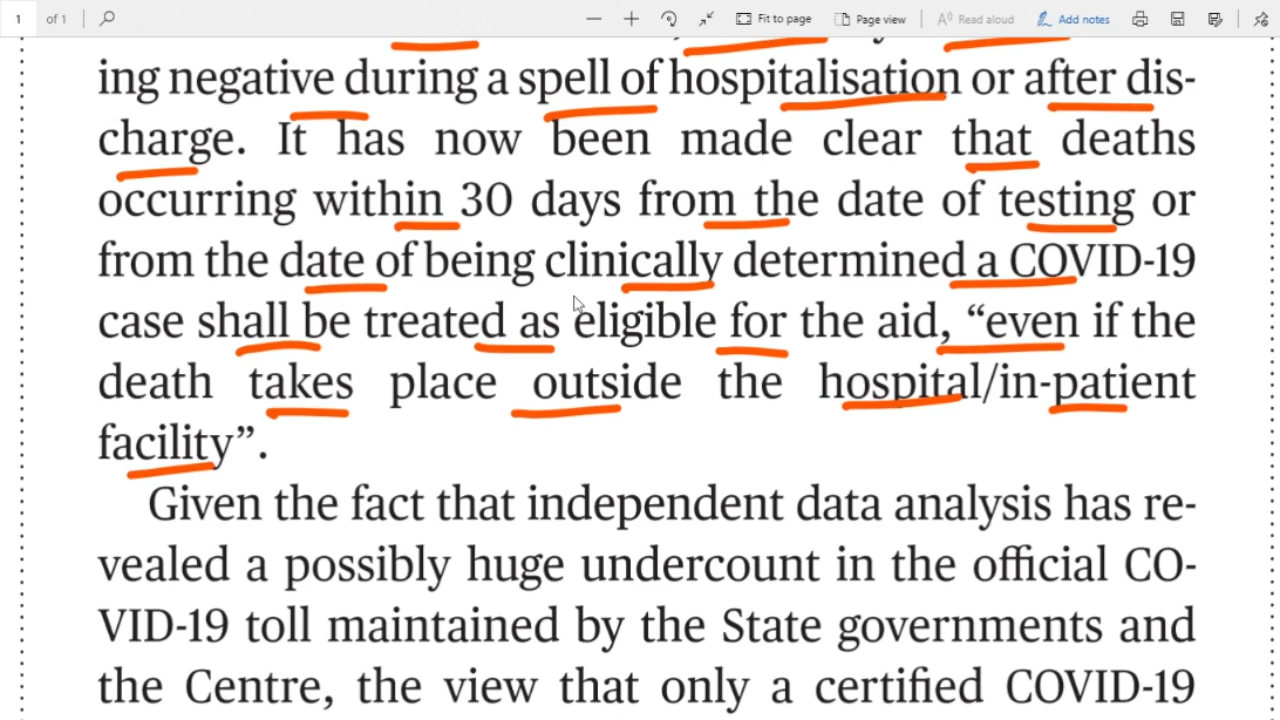 1 of 1 Fit to page Page view Read aloud Add notes
ing negative during a spell of hospitalisation or after dis-
charge. It has now been made clear that deaths
occurring within 30 days from the date of testing or
from the date of being clinically determined a COVID-19
case shall be treated as eligible for the aid, “even if the
death takes place outside the hospital/in-patient
facility”.
Given the fact that independent data analysis has re-
vealed a possibly huge undercount in the official CO-
VID-19 toll maintained by the State governments and
the Centre, the view that only a certified COVID-19